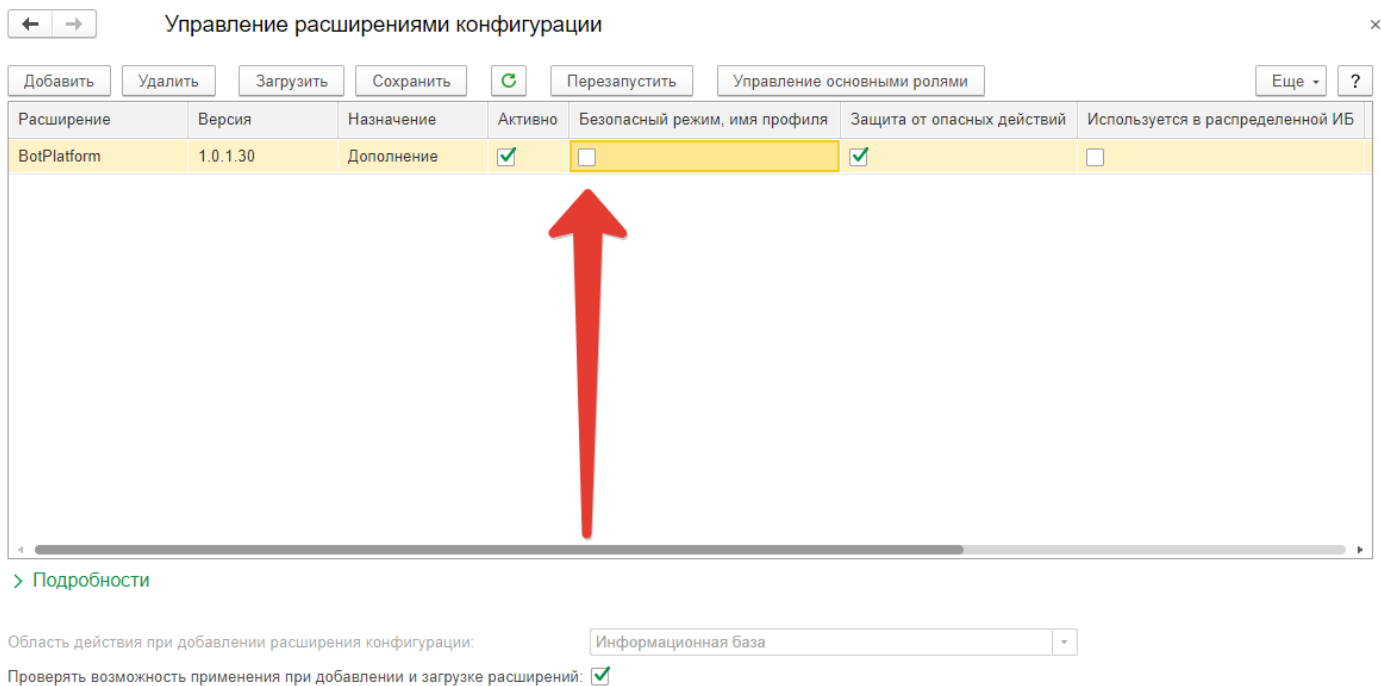 Управление расширениями конфигурации
Добавить Удалить Загрузить Сохранить Перезапустить Управление основными ролями Еще ?
Расширение Версия Назначение Активно Безопасный режим, имя профиля Защита от опасных действий Используется в распределенной ИБ
BotPlatform 1.0.1.30 Дополнение
Подробности
Область действия при добавлении расширения конфигурации: Информационная база
Проверять возможность применения при добавлении и загрузке расширений: